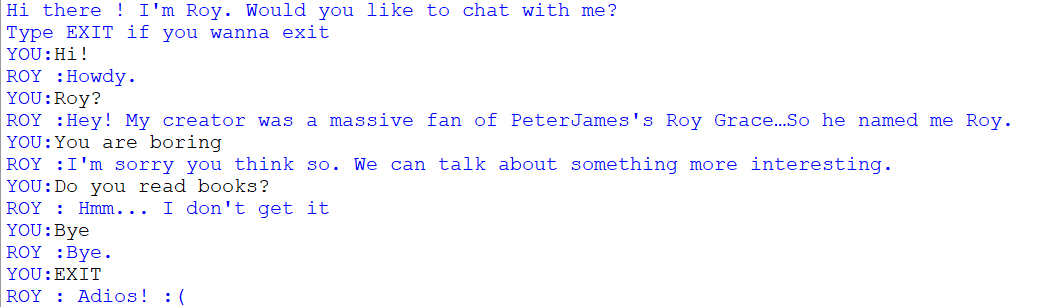 Hi there ! I'm Roy. Would you like to chat with me?
Type EXIT if you wanna exit
YOU:Hi!
ROY :Howdy.
YOU:Roy?
ROY :Hey! My creator was a massive fan of PeterJames's Roy Grace…So he named me Roy.
YOU:You are boring
ROY :I'm sorry you think so. We can talk about something more interesting.
YOU:Do you read books?
ROY : Hmm... I don't get it
YOU:Bye
ROY :Bye.
YOU:EXIT
ROY : Adios! :(